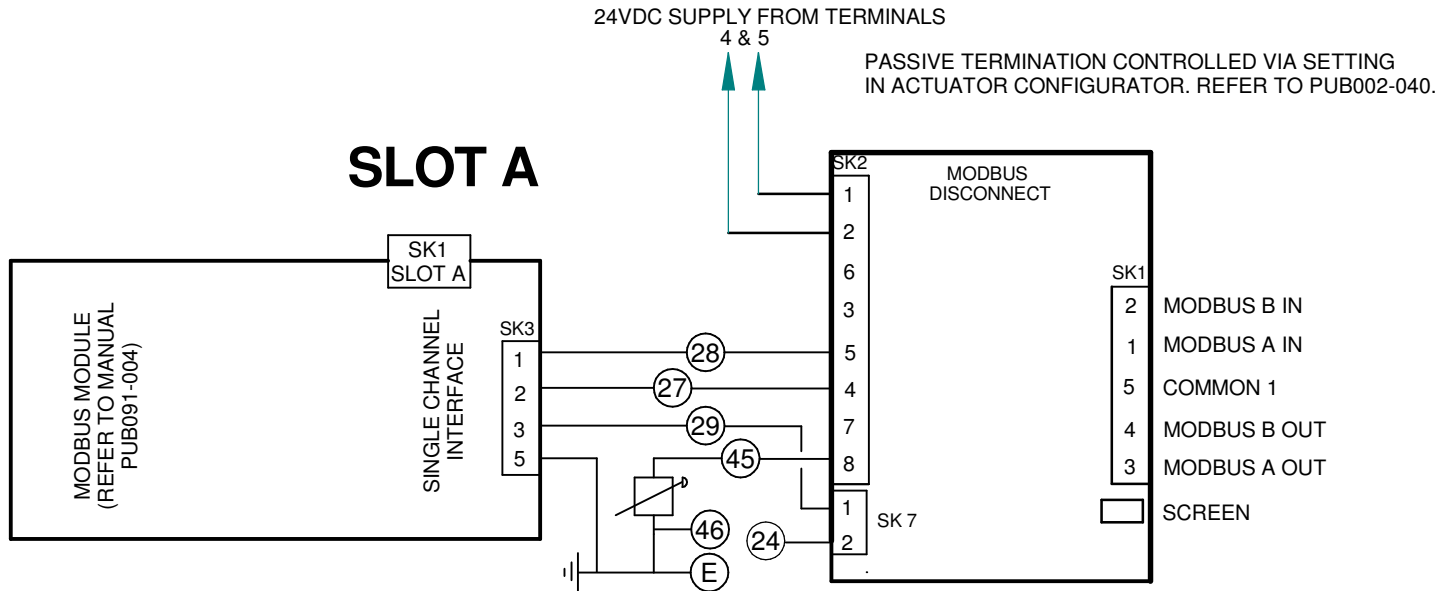 24VDC SUPPLY FROM TERMINALS
4 & 5
PASSIVE TERMINATION CONTROLLED VIA SETTING
IN ACTUATOR CONFIGURATOR. REFER TO PUB002-040.
SLOT A
SK1
SLOT A
MODBUS MODULE
(REFER TO MANUAL
PUB091-004)
SINGLE CHANNEL
INTERFACE
SK3
1
2
3
5
28
27
29
45
46
E
24
SK2
1
2
6
3
5
4
7
8
1
2
SK 7
MODBUS
DISCONNECT
SK1
2 MODBUS B IN
1 MODBUS A IN
5 COMMON 1
4 MODBUS B OUT
3 MODBUS A OUT
SCREEN